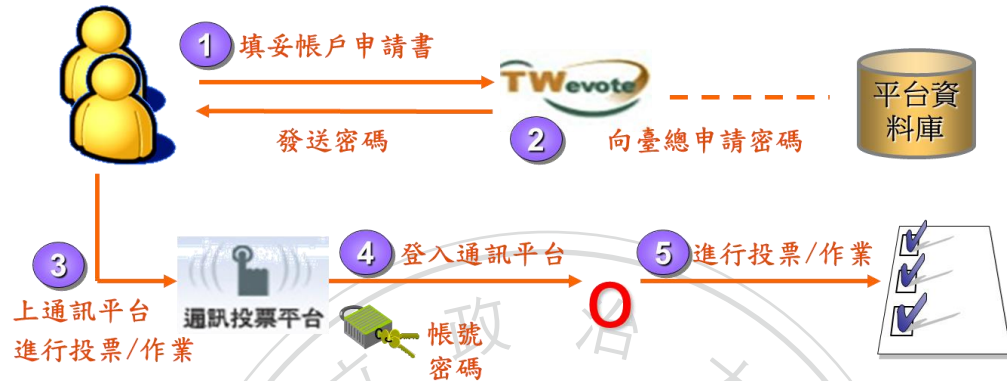 1 填妥帳戶申請書
TWevote
平台資
料庫
發送密碼
2 向臺總申請密碼
3
上通訊平台
進行投票/作業
通訊投票平台
4 登入通訊平台
帳號
密碼
O
5 進行投票/作業
政 治